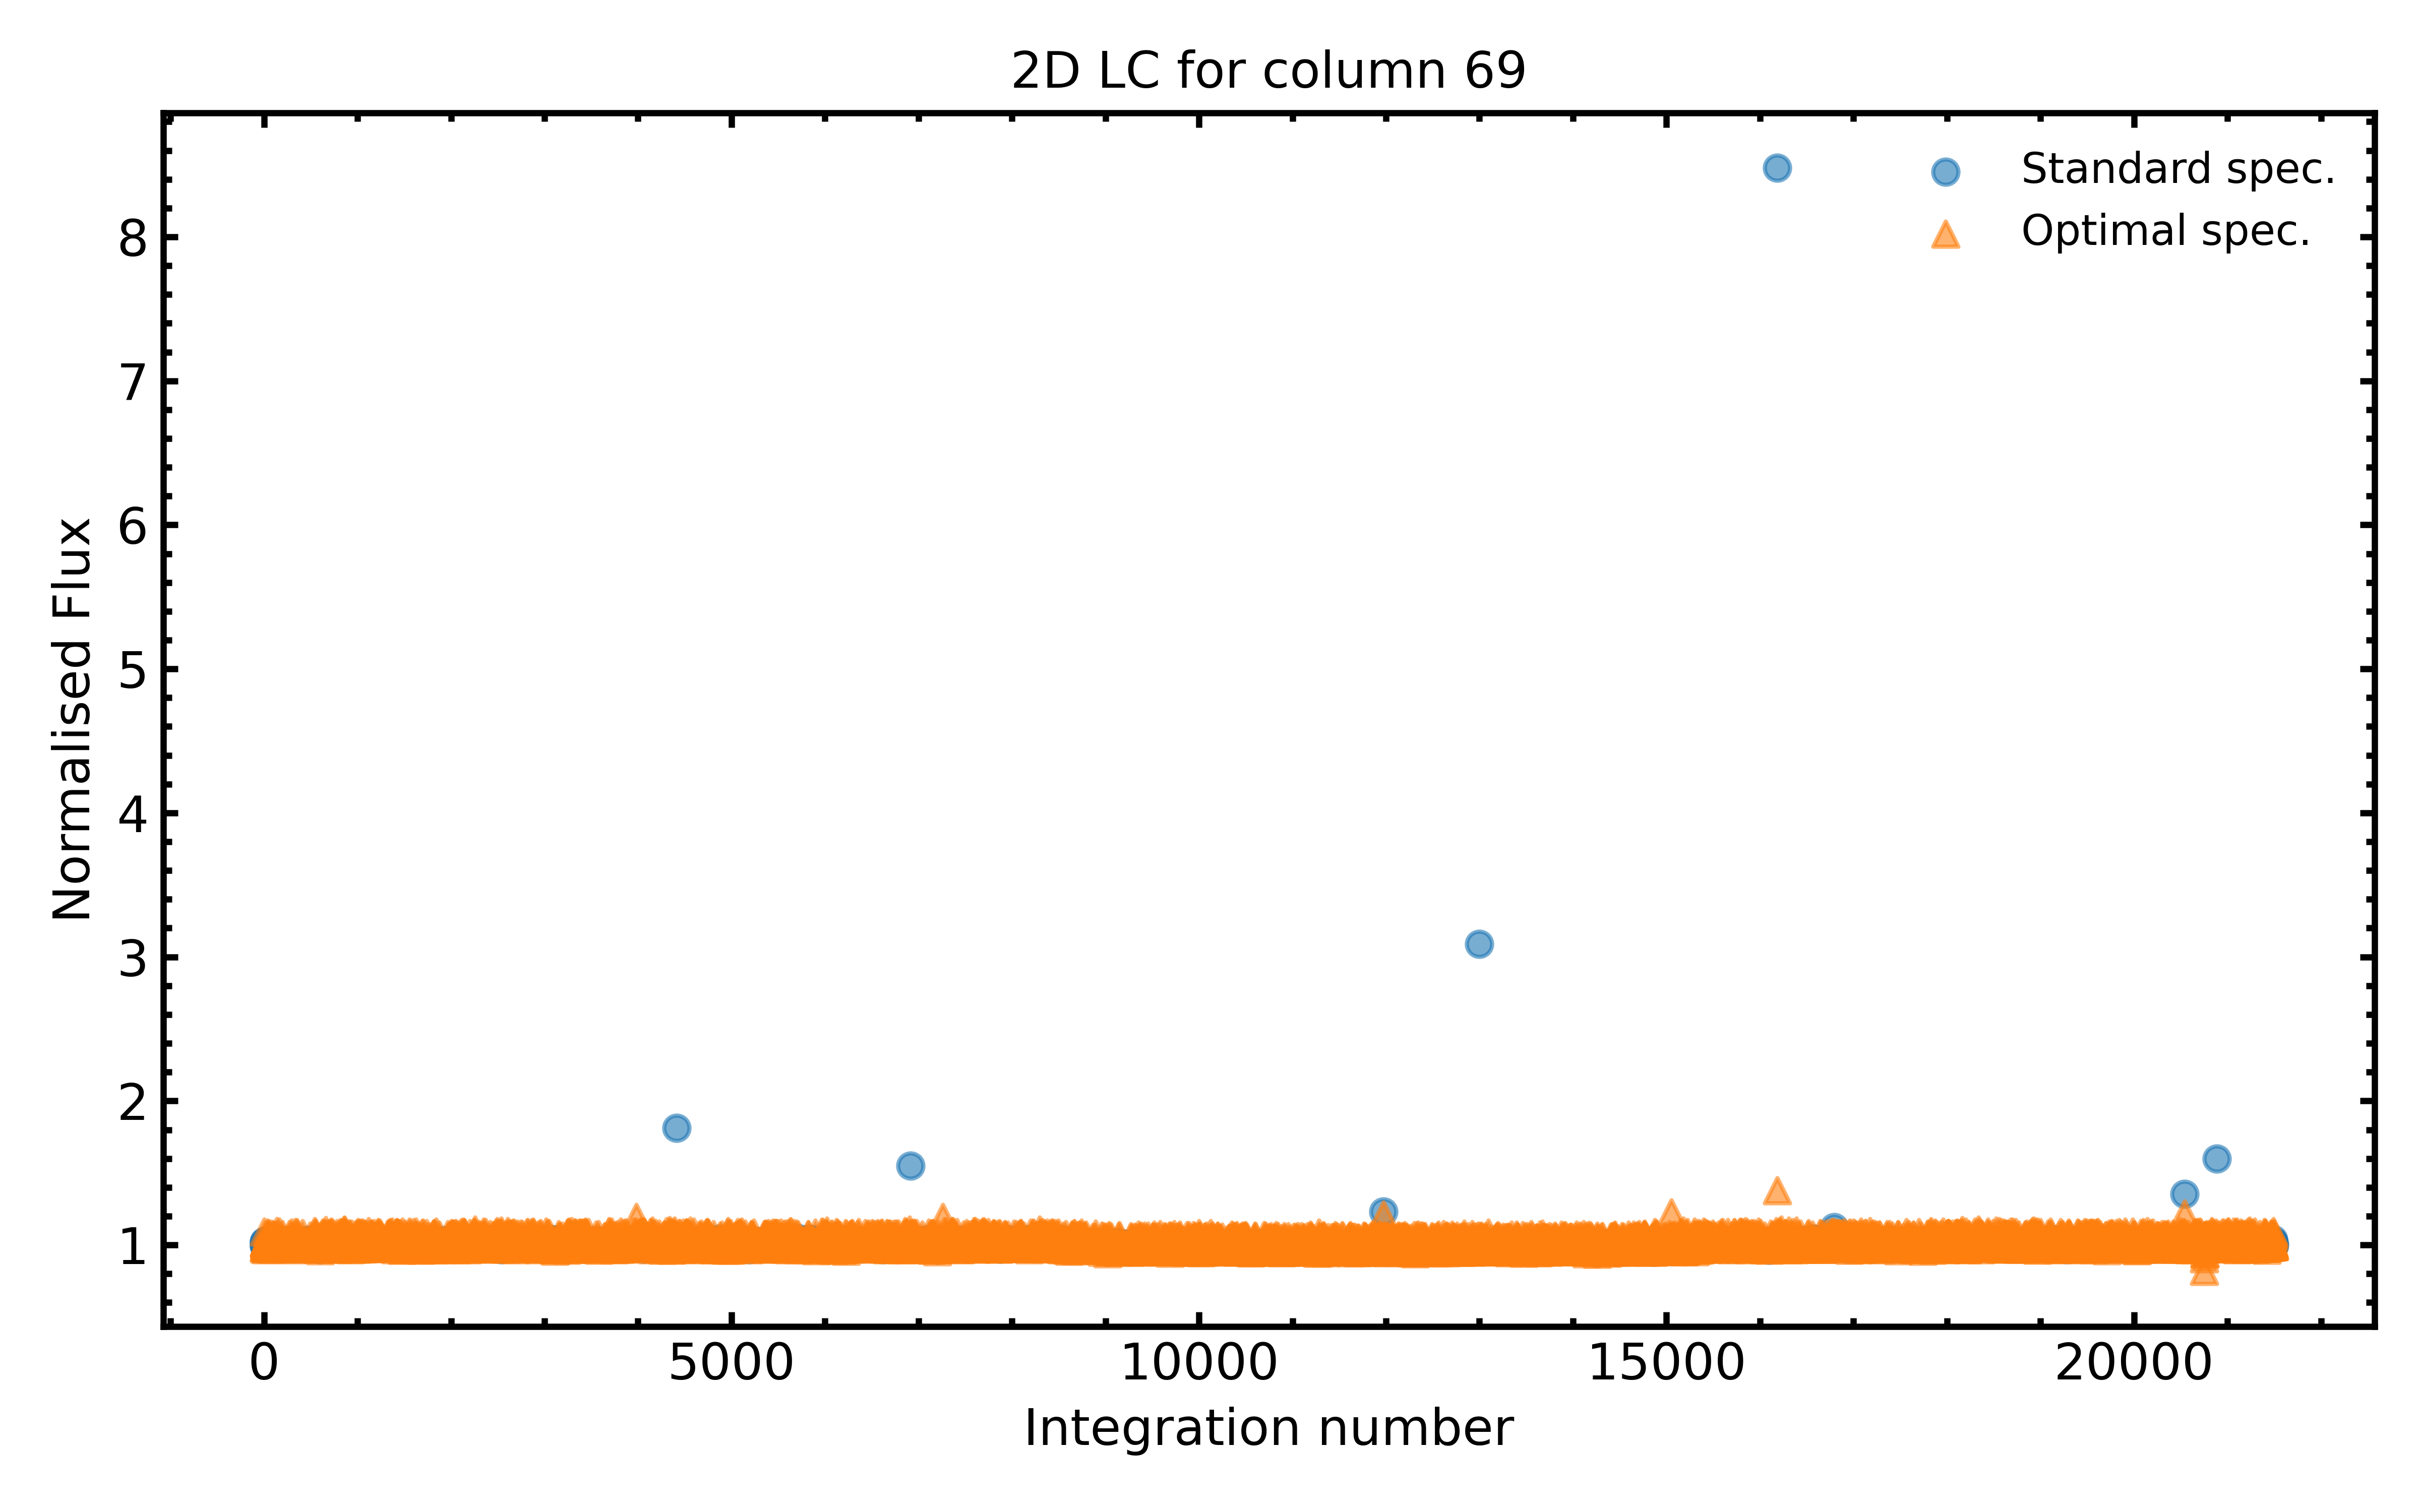 2D LC for column 69
Standard spec.
Optimal spec.
8
7
6
5
4
3
2
1
Normalised Flux
0 5000 10000 15000 20000
Integration number